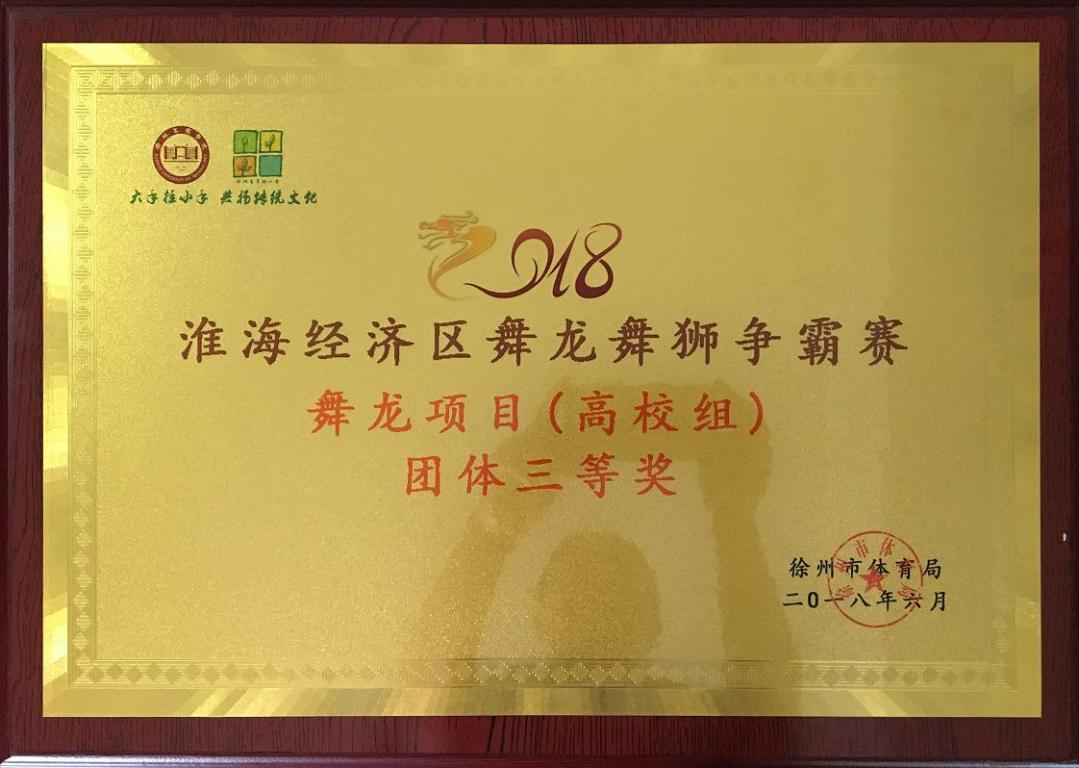 大手拉小手 共扬传统文化
2018
淮海经济区舞龙舞狮争霸赛
舞龙项目(高校组)
团体三等奖
徐州市体育局
二0一八年六月